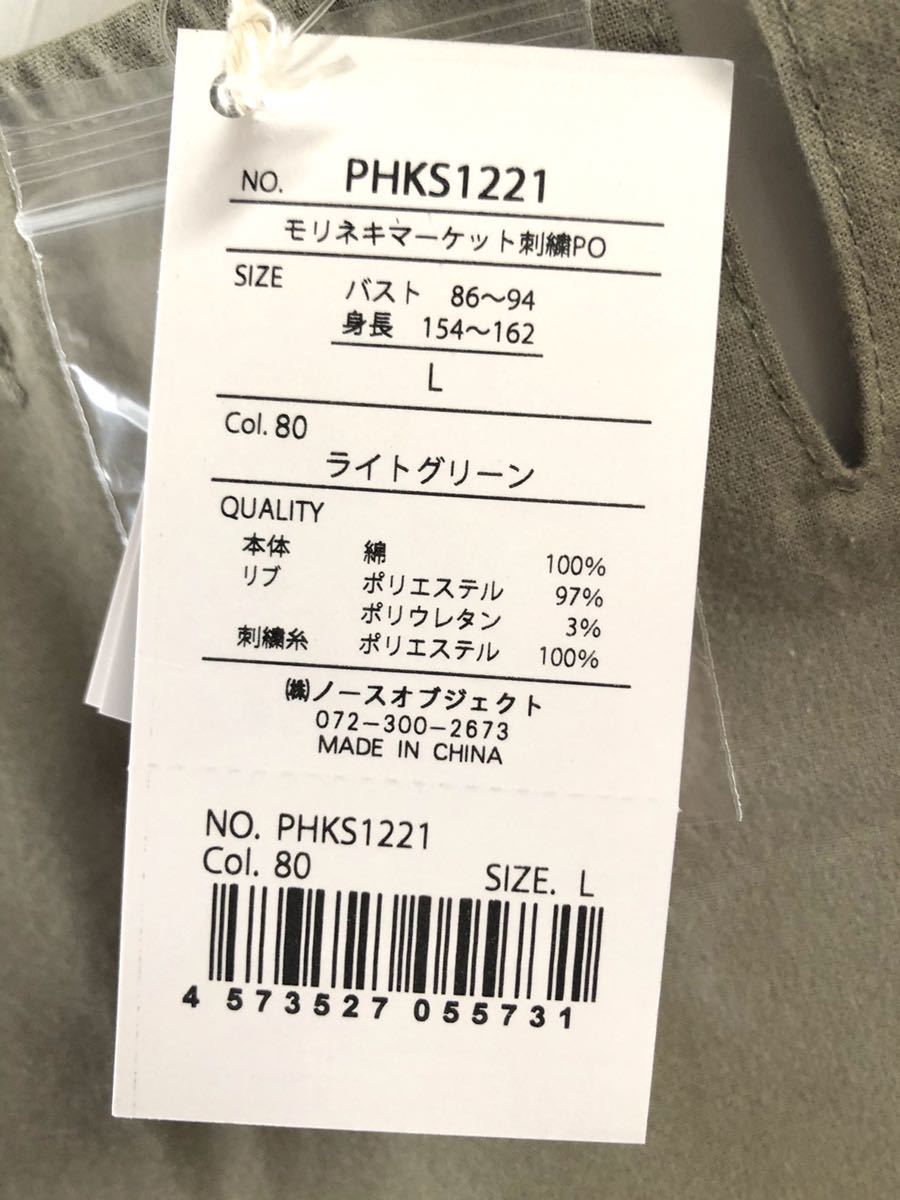 NO. PHKS1221
モリネキマーケット刺繍PO
SIZE バスト 86〜94
身長 154〜162
L
Col. 80
ライトグリーン
QUALITY
本体 綿 100%
リブ ポリエステル 97%
ポリウレタン 3%
刺繍糸 ポリエステル 100%
㈱ノースオブジェクト
072-300-2673
MADE IN CHINA
NO. PHKS1221
Col. 80 SIZE. L
4 573527 055731